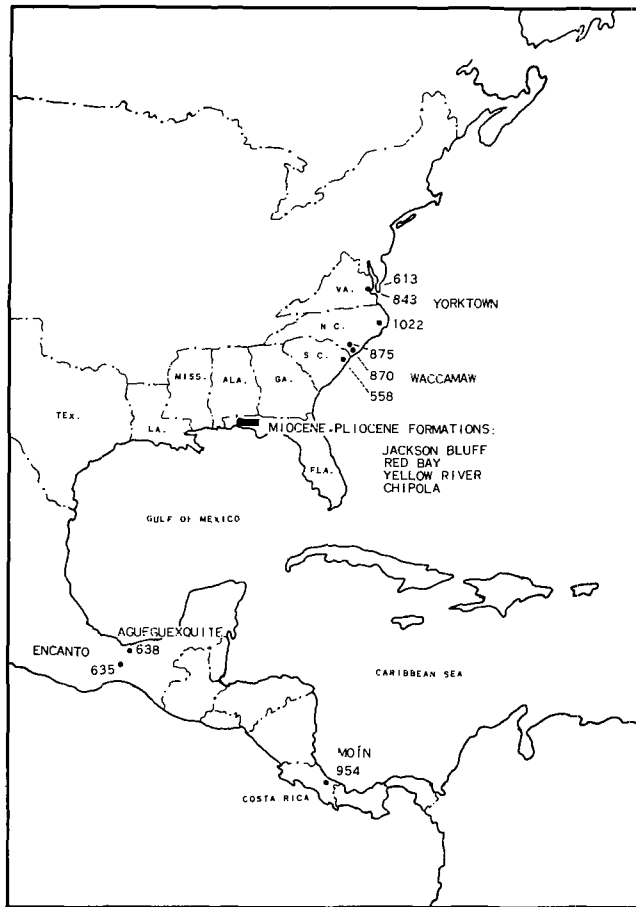 VA.
613
843
YORKTOWN
N C.
1022
S C.
875
870
WACCAMAW
558
MISS.
ALA.
GA.
TEX.
LA.
MIOCENE-PLIOCENE FORMATIONS:
JACKSON BLUFF
RED BAY
YELLOW RIVER
CHIPOLA
FLA.
GULF OF MEXICO
AGUEGUEXQUITE
ENCANTO
638
635
CARIBBEAN SEA
MOÍN
954
COSTA RICA